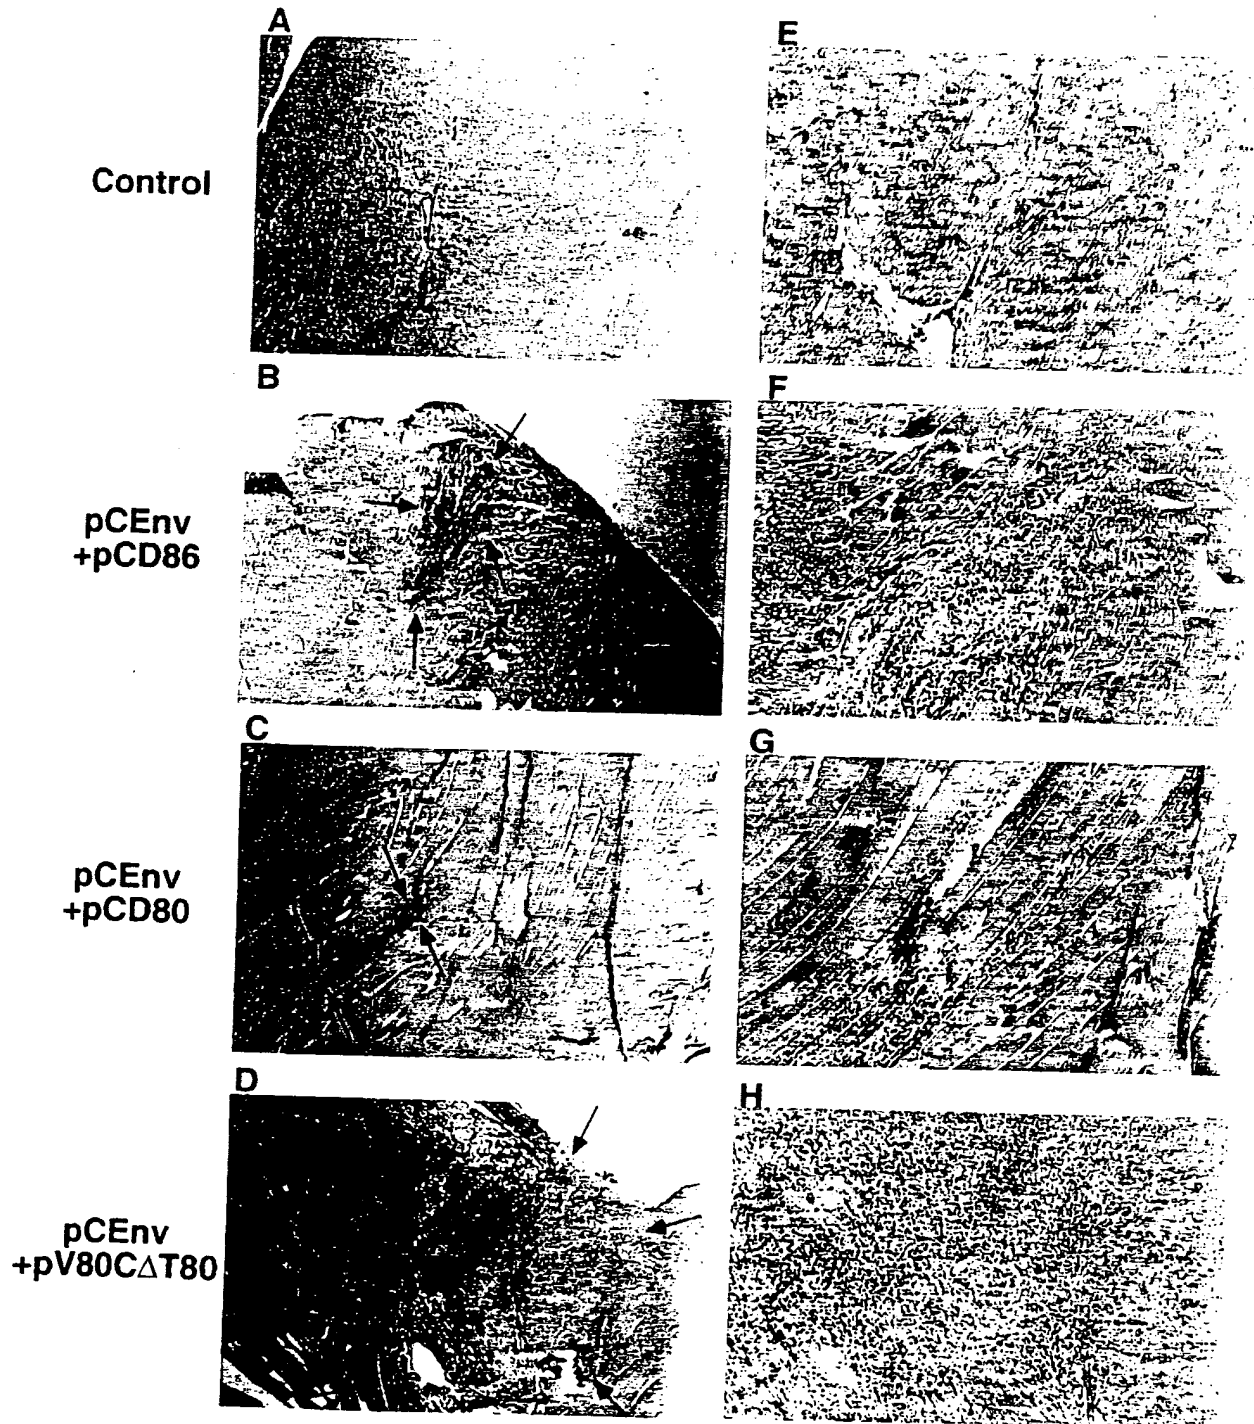 A
E
Control
B
F
pCEnv
+pCD86
C
G
pCEnv
+pCD80
D
H
pCEnv
+pV80CΔT80